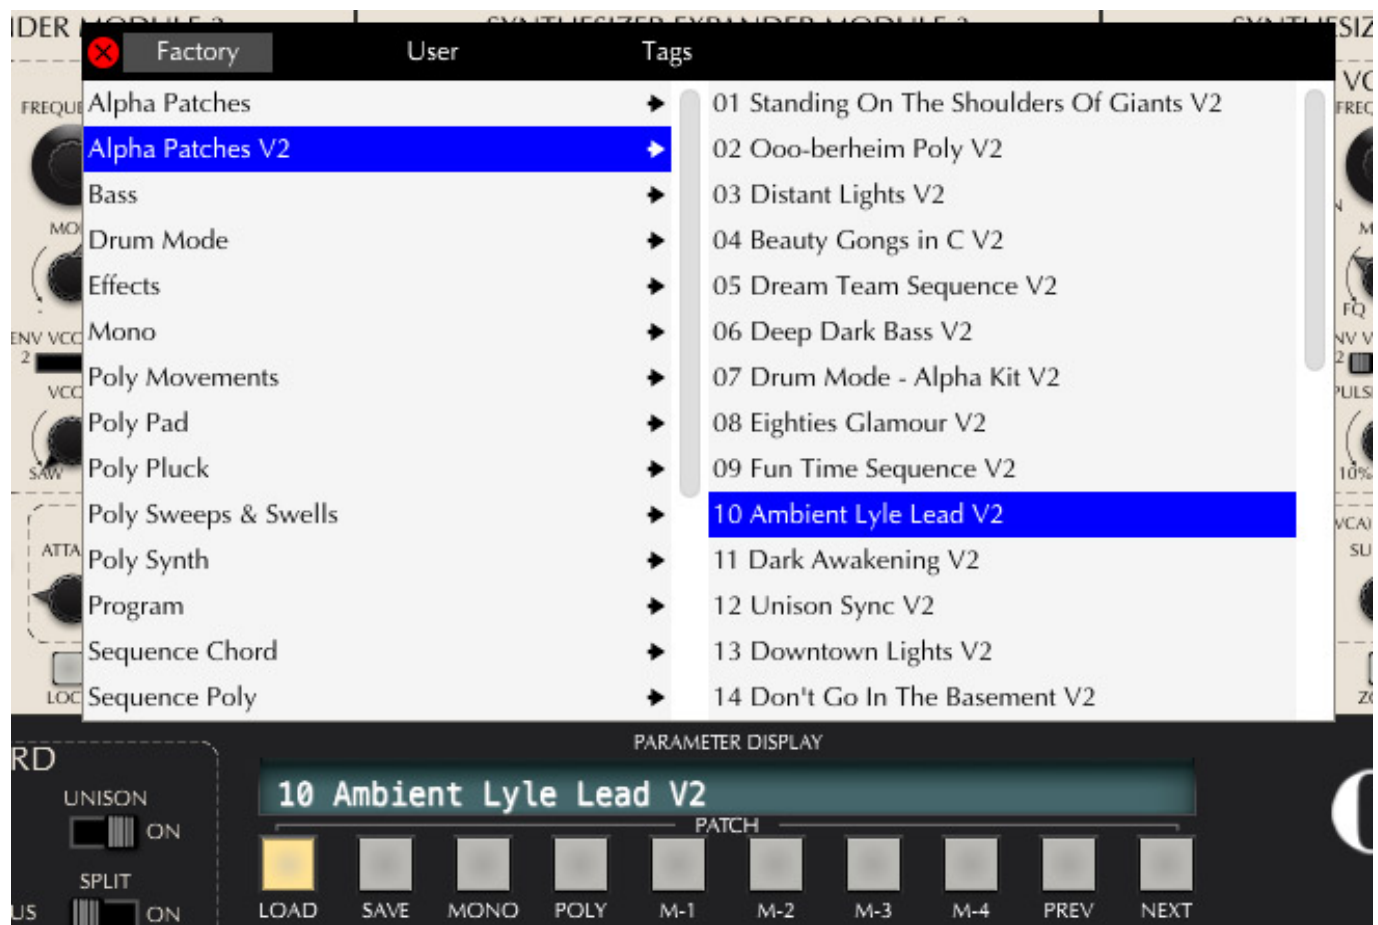 Factory User Tags
Alpha Patches
Alpha Patches V2
Bass
Drum Mode
Effects
Mono
Poly Movements
Poly Pad
Poly Pluck
Poly Sweeps & Swells
Poly Synth
Program
Sequence Chord
Sequence Poly
01 Standing On The Shoulders Of Giants V2
02 Ooo-berheim Poly V2
03 Distant Lights V2
04 Beauty Gongs in C V2
05 Dream Team Sequence V2
06 Deep Dark Bass V2
07 Drum Mode - Alpha Kit V2
08 Eighties Glamour V2
09 Fun Time Sequence V2
10 Ambient Lyle Lead V2
11 Dark Awakening V2
12 Unison Sync V2
13 Downtown Lights V2
14 Don't Go In The Basement V2
2
SAW
10%
PARAMETER DISPLAY
10 Ambient Lyle Lead V2
PATCH
UNISON
ON
SPLIT
ON
LOAD SAVE MONO POLY M-1 M-2 M-3 M-4 PREV NEXT